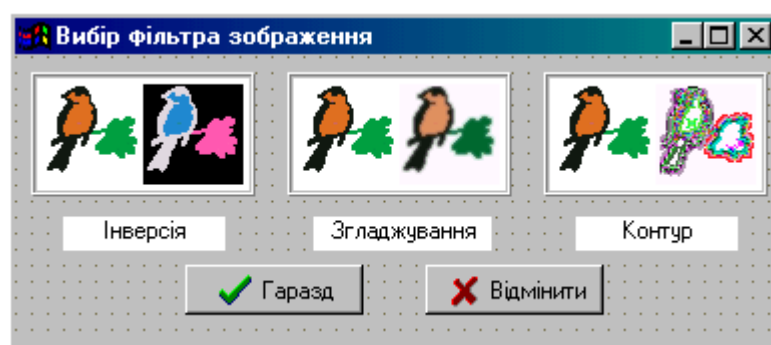 Вибір фільтра зображення
Інверсія
Згладжування
Контур
Гаразд
Відмінити